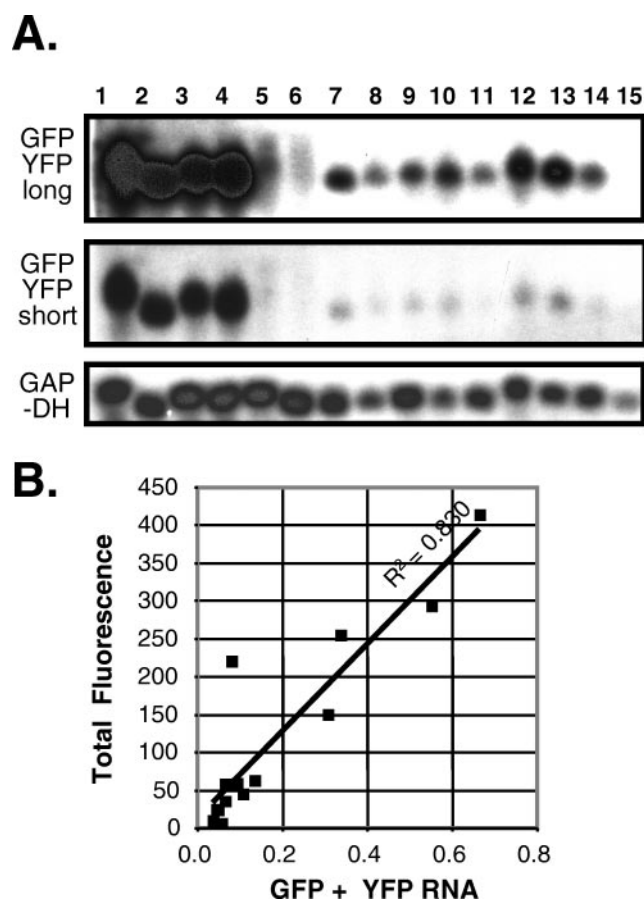 A.
1 2 3 4 5 6 7 8 9 10 11 12 13 14 15
GFP
YFP
long
GFP
YFP
short
GAP
-DH
B.
450
400
350
300
250
200
150
100
50
0
Total Fluorescence
R² = 0.830
0.0 0.2 0.4 0.6 0.8
GFP + YFP RNA